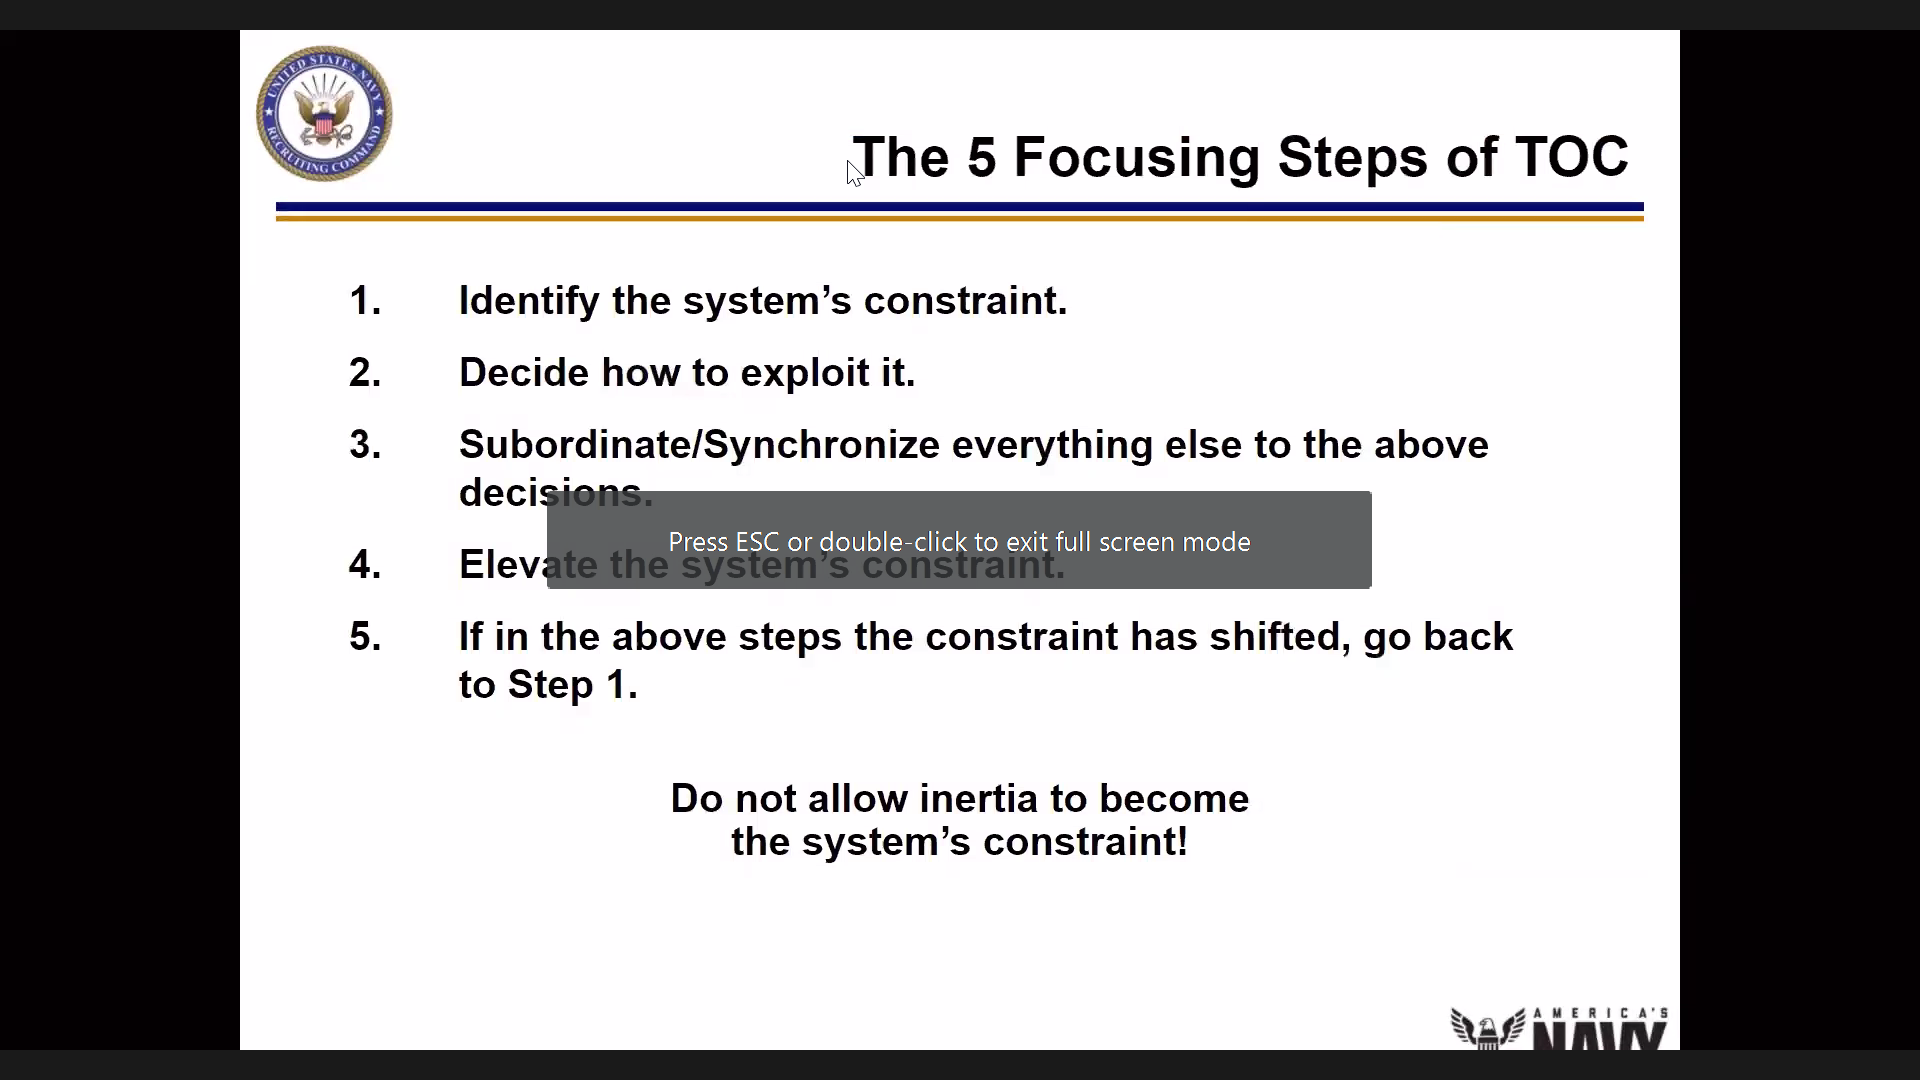 UNITED STATES NAVY
RECRUITING COMMAND
The 5 Focusing Steps of TOC
1. Identify the system’s constraint.
2. Decide how to exploit it.
3. Subordinate/Synchronize everything else to the above
decisions.
Press ESC or double-click to exit full screen mode
4. Elevate the system’s constraint.
5. If in the above steps the constraint has shifted, go back
to Step 1.
Do not allow inertia to become
the system’s constraint!
AMERICA'S
NAVY